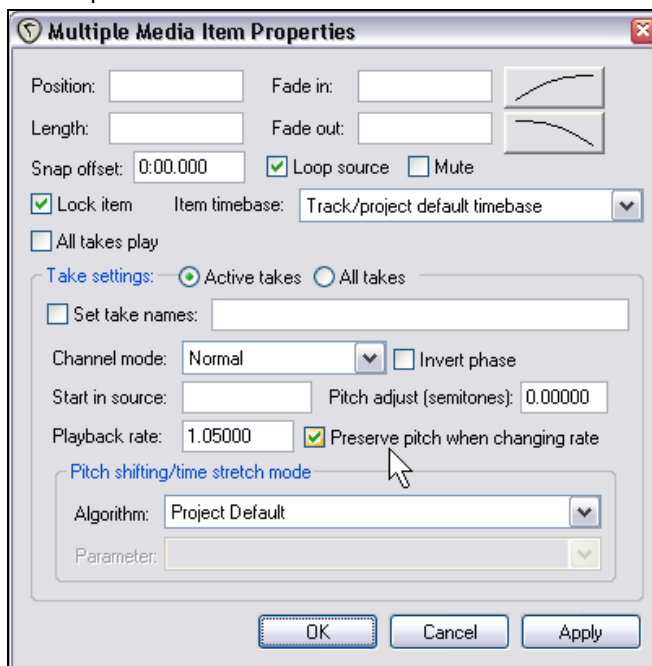 Multiple Media Item Properties
Position: Fade in:
Length: Fade out:
Snap offset: 0:00.000 Loop source Mute
Lock item Item timebase: Track/project default timebase
All takes play
Take settings: Active takes All takes
Set take names:
Channel mode: Normal Invert phase
Start in source: Pitch adjust (semitones): 0.00000
Playback rate: 1.05000 Preserve pitch when changing rate
Pitch shifting/time stretch mode
Algorithm: Project Default
Parameter:
OK Cancel Apply